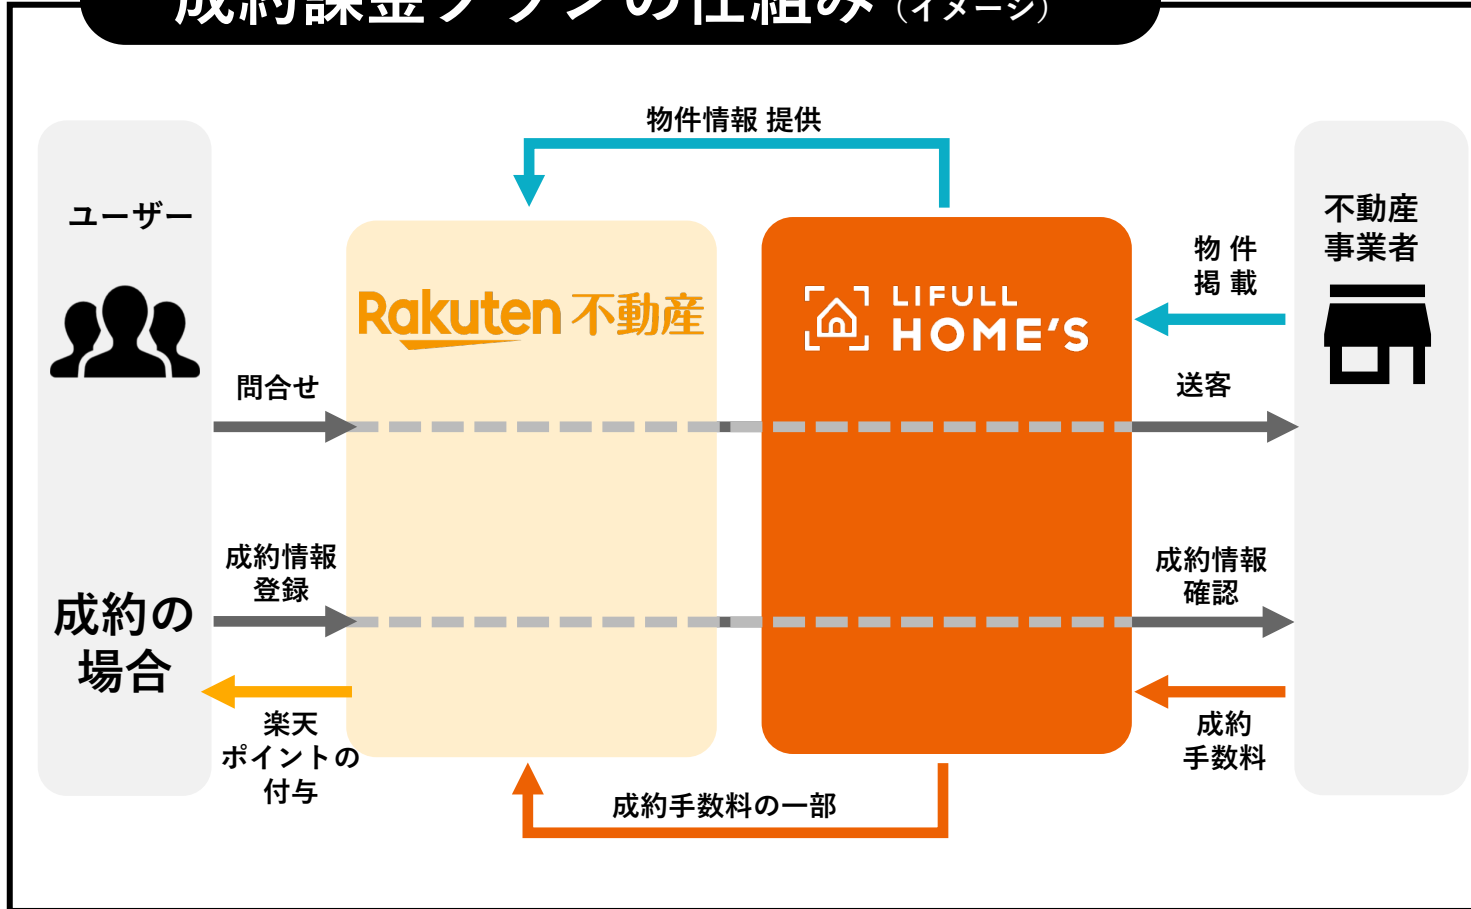 成約課金プランの仕組み（イメージ）
物件情報 提供
ユーザー
不動産
事業者
物 件
掲 載
Rakuten 不動産
LIFULL
HOME'S
問合せ
送客
成約情報
登録
成約情報
確認
成約の
場合
楽天
ポイントの
付与
成約
手数料
成約手数料の一部